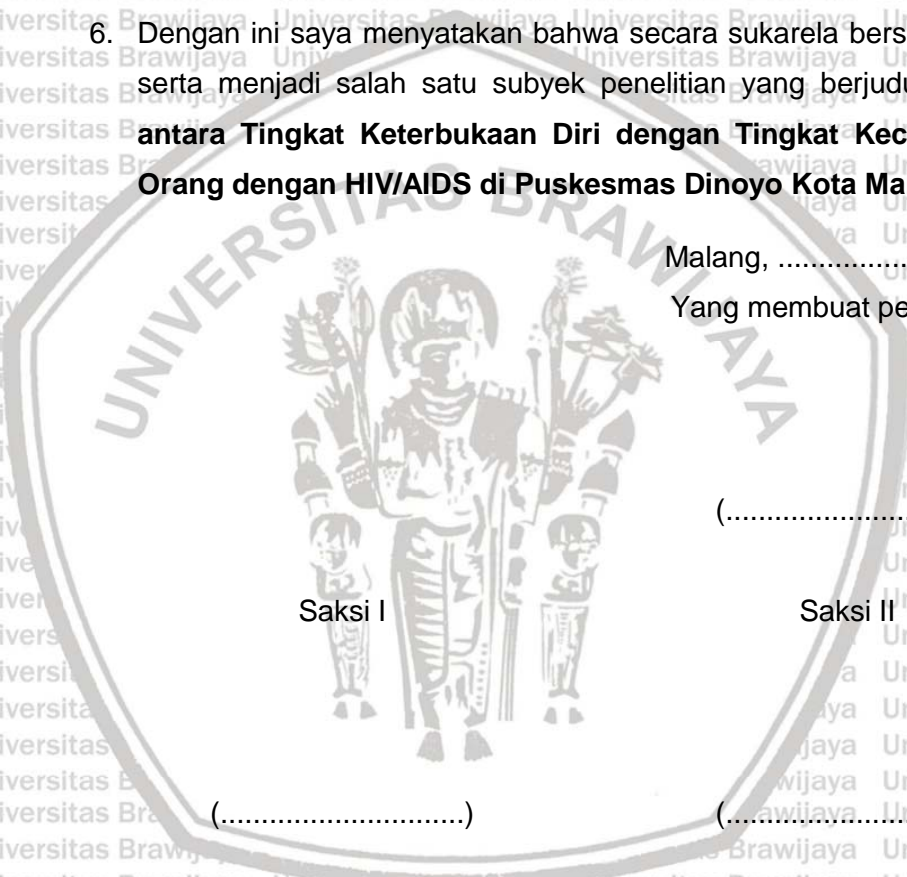 6. Dengan ini saya menyatakan bahwa secara sukarela bers
serta menjadi salah satu subyek penelitian yang berjudu
antara Tingkat Keterbukaan Diri dengan Tingkat Kec
Orang dengan HIV/AIDS di Puskesmas Dinoyo Kota Ma
Malang, ................
Yang membuat pe
(......................
Saksi I Saksi II
(..............................) (......................
UNIVERSITAS BRAWIJAYA